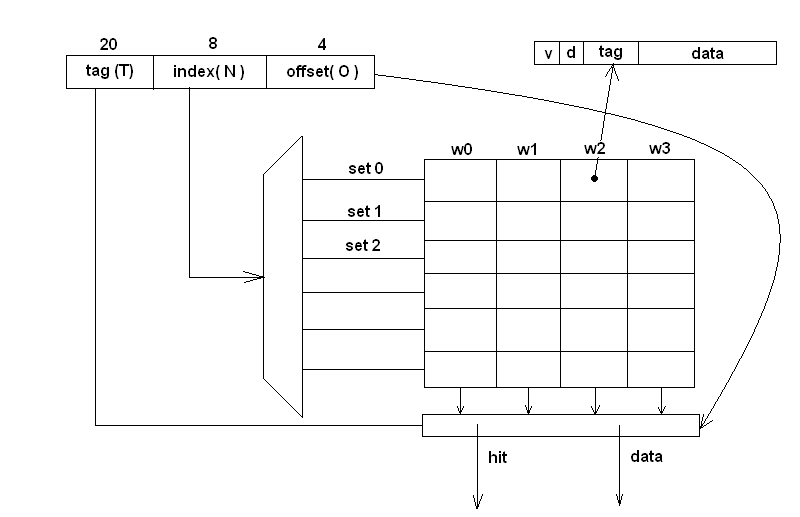 20 8 4
tag (T) index( N ) offset( O )
v d tag data
w0 w1 w2 w3
set 0
set 1
set 2
hit data